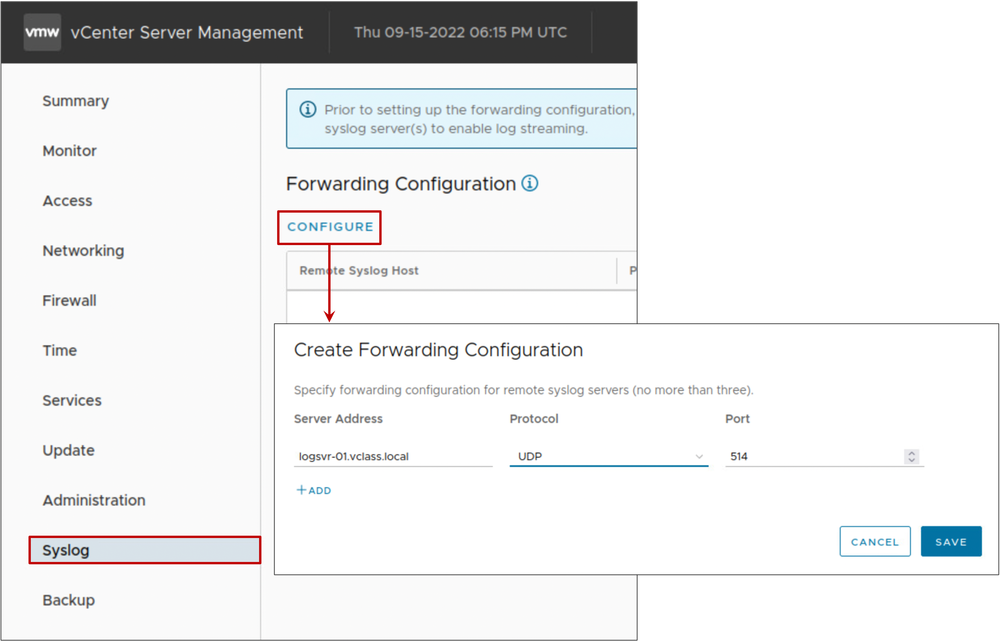 vmw vCenter Server Management Thu 09-15-2022 06:15 PM UTC
Summary
Monitor
Access
Networking
Firewall
Time
Services
Update
Administration
Syslog
Backup
Prior to setting up the forwarding configuration,
syslog server(s) to enable log streaming.
Forwarding Configuration
CONFIGURE
Remote Syslog Host P
Create Forwarding Configuration
Specify forwarding configuration for remote syslog servers (no more than three).
Server Address Protocol Port
logsvr-01.vclass.local UDP 514
+ADD
CANCEL SAVE